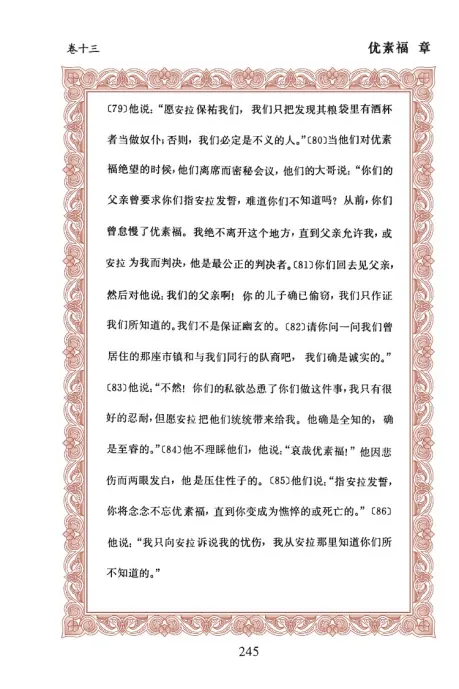 卷十三
优素福 章
(79)他说:“愿安拉保祐我们，我们只把发现其粮袋里有酒杯
者当做奴仆；否则，我们必定是不义的人。”(80)当他们对优素
福绝望的时候，他们离席而密秘会议，他们的大哥说：“你们的
父亲曾要求你们指安拉发誓，难道你们不知道吗？从前，你们
曾怠慢了优素福。我绝不离开这个地方，直到父亲允许我，或
安拉 为我而判决，他是最公正的判决者。(81)你们回去见父亲，
然后对他说：我们的父亲啊！你的儿子确已偷窃，我们只作证
我们所知道的。我们不是保证幽玄的。(82)请你问一问我们曾
居住的那座市镇和与我们同行的队商吧，我们确是诚实的。”
(83)他说：“不然！你们的私欲怂恿了你们做这件事，我只有很
好的忍耐，但愿安拉把他们统统带来给我。他确是全知的，确
是至睿的。”(84)他不理睬他们，他说：“哀哉优素福！”他因悲
伤而两眼发白，他是压住性子的。(85)他们说：“指安拉发誓，
你将念念不忘优素福，直到你变成为憔悴的或死亡的。”(86)
他说：“我只向安拉诉说我的忧伤，我从安拉那里知道你们所
不知道的。”
245